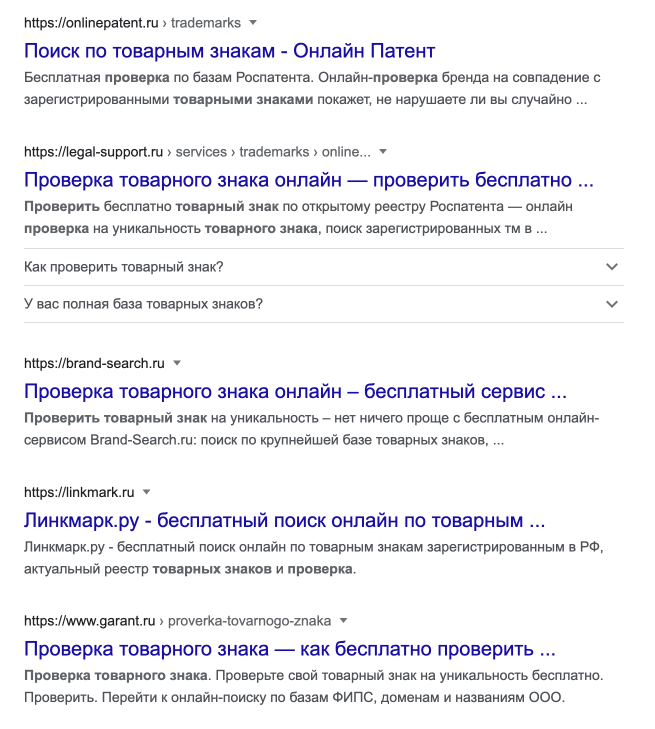 https://onlinepatent.ru › trademarks
Поиск по товарным знакам - Онлайн Патент
Бесплатная проверка по базам Роспатента. Онлайн-проверка бренда на совпадение с
зарегистрированными товарными знаками покажет, не нарушаете ли вы случайно ...
https://legal-support.ru › services › trademarks › online...
Проверка товарного знака онлайн — проверить бесплатно ...
Проверить бесплатно товарный знак по открытому реестру Роспатента — онлайн
проверка на уникальность товарного знака, поиск зарегистрированных тм в ...
Как проверить товарный знак?
У вас полная база товарных знаков?
https://brand-search.ru
Проверка товарного знака онлайн – бесплатный сервис ...
Проверить товарный знак на уникальность – нет ничего проще с бесплатным онлайн-
сервисом Brand-Search.ru: поиск по крупнейшей базе товарных знаков, ...
https://linkmark.ru
Линкмарк.ру - бесплатный поиск онлайн по товарным ...
Линкмарк.ру - бесплатный поиск онлайн по товарным знакам зарегистрированным в РФ,
актуальный реестр товарных знаков и проверка.
https://www.garant.ru › proverka-tovarnogo-znaka
Проверка товарного знака — как бесплатно проверить ...
Проверка товарного знака. Проверьте свой товарный знак на уникальность бесплатно.
Проверить. Перейти к онлайн-поиску по базам ФИПС, доменам и названиям ООО.